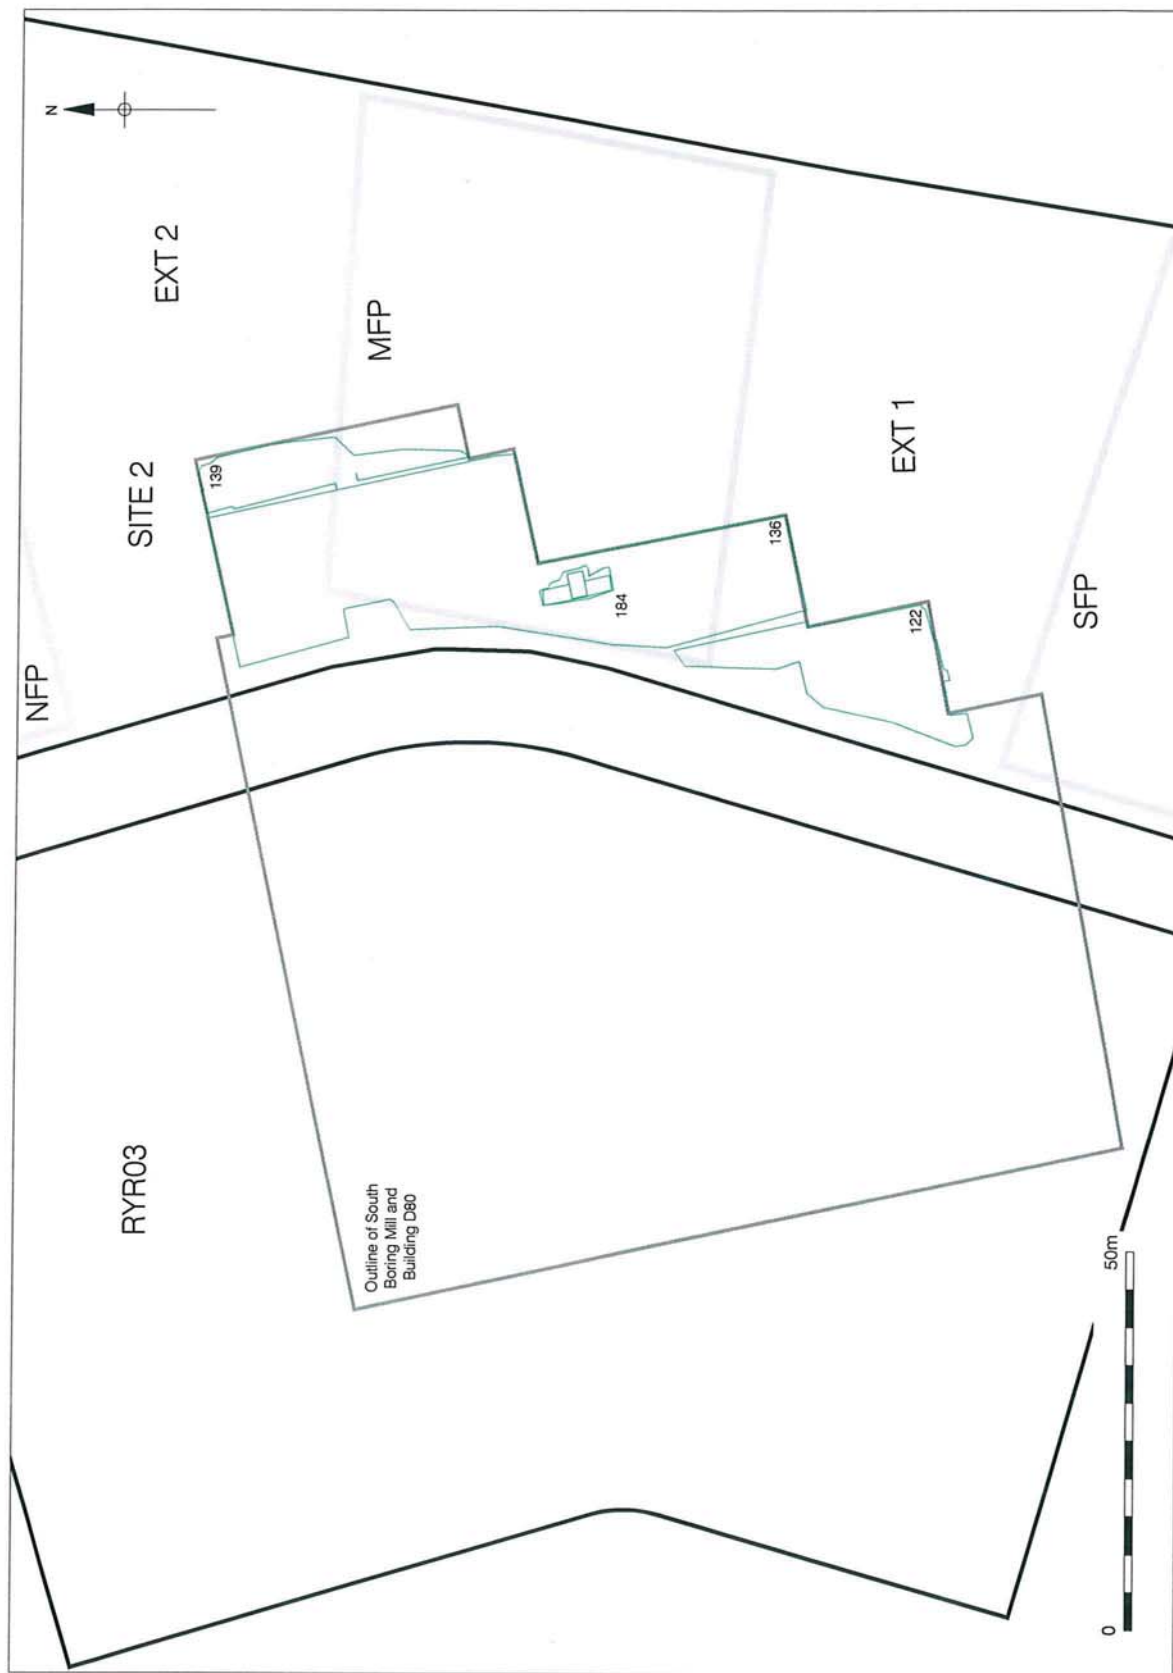 N
EXT 2
MFP
SITE 2
139
NFP
184
136
EXT 1
122
SFP
RYR03
Outline of South
Boring Mill and
Building D80
0
50m